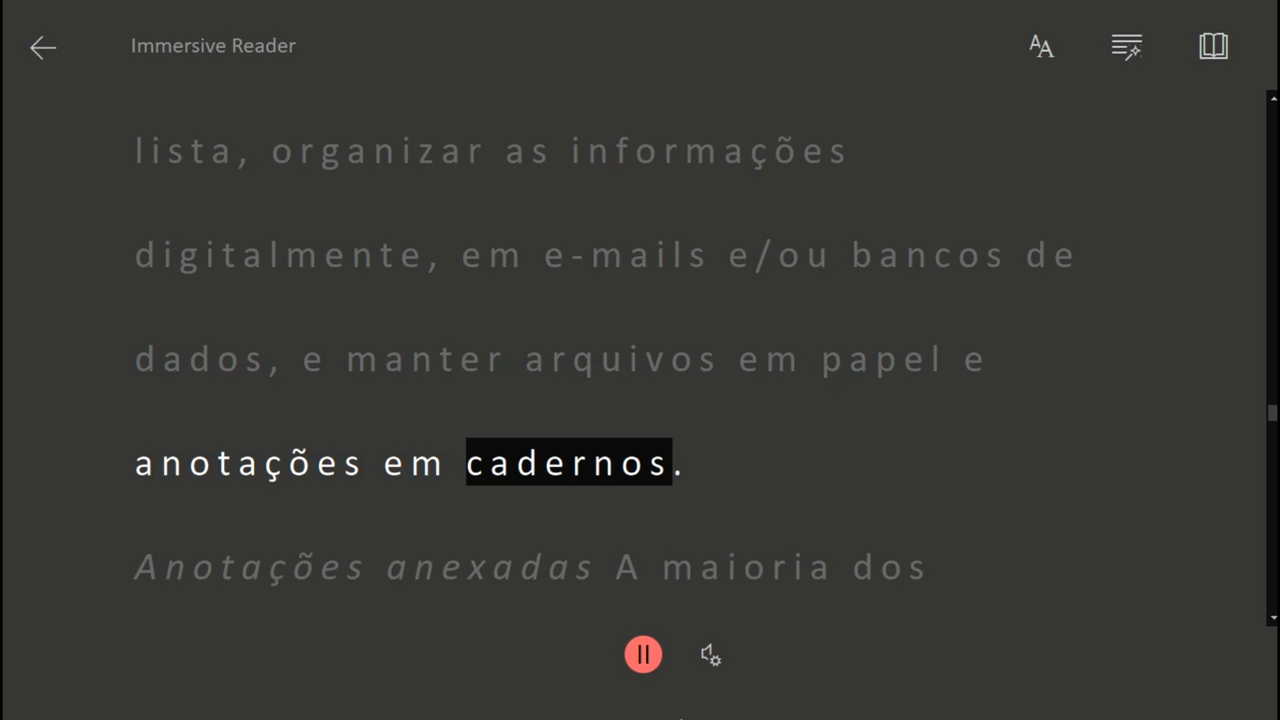 Immersive Reader
lista, organizar as informações
digitalmente, em e-mails e/ou bancos de
dados, e manter arquivos em papel e
anotações em cadernos.
Anotações anexadas A maioria dos